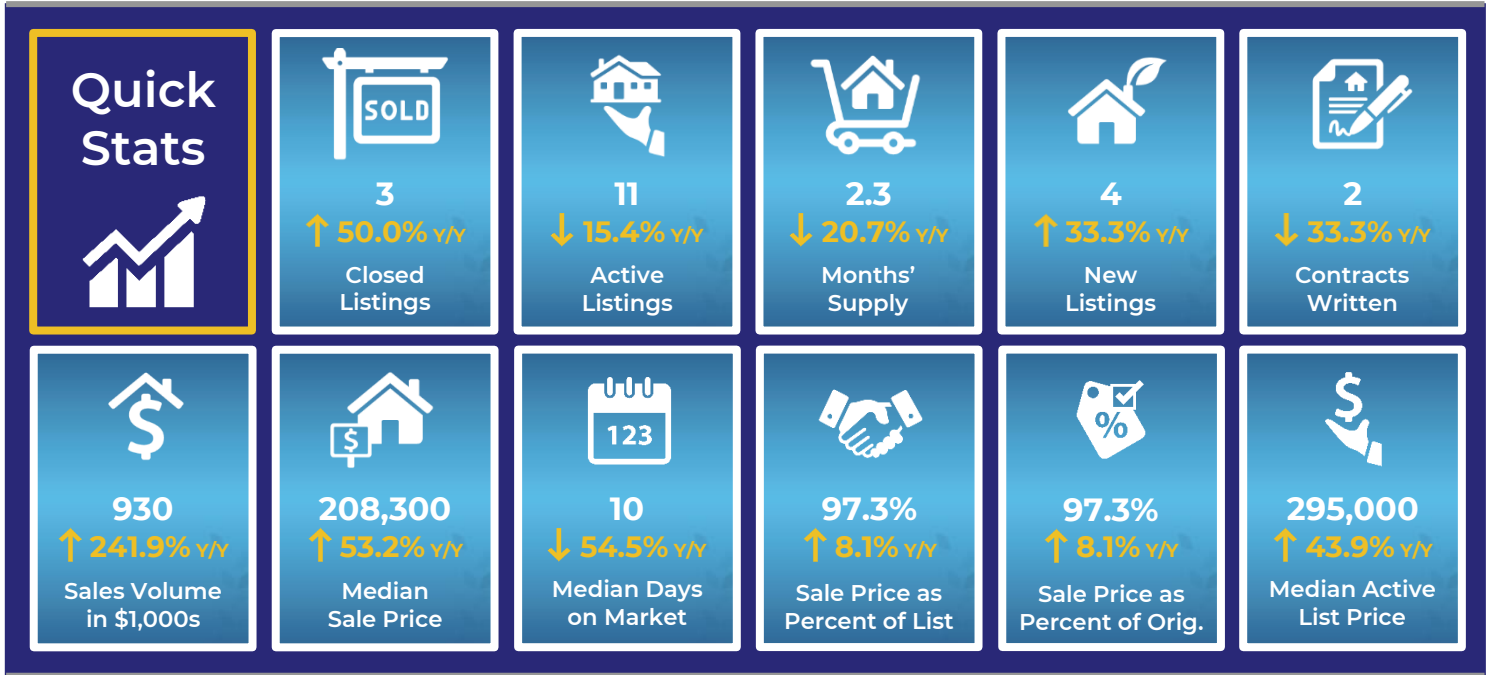 Quick
Stats
SOLD
3
↑ 50.0% Y/Y
Closed
Listings
11
↓ 15.4% Y/Y
Active
Listings
2.3
↓ 20.7% Y/Y
Months’
Supply
4
↑ 33.3% Y/Y
New
Listings
2
↓ 33.3% Y/Y
Contracts
Written
$
930
↑ 241.9% Y/Y
Sales Volume
in $1,000s
$
208,300
↑ 53.2% Y/Y
Median
Sale Price
123
10
↓ 54.5% Y/Y
Median Days
on Market
97.3%
↑ 8.1% Y/Y
Sale Price as
Percent of List
%
97.3%
↑ 8.1% Y/Y
Sale Price as
Percent of Orig.
$
295,000
↑ 43.9% Y/Y
Median Active
List Price